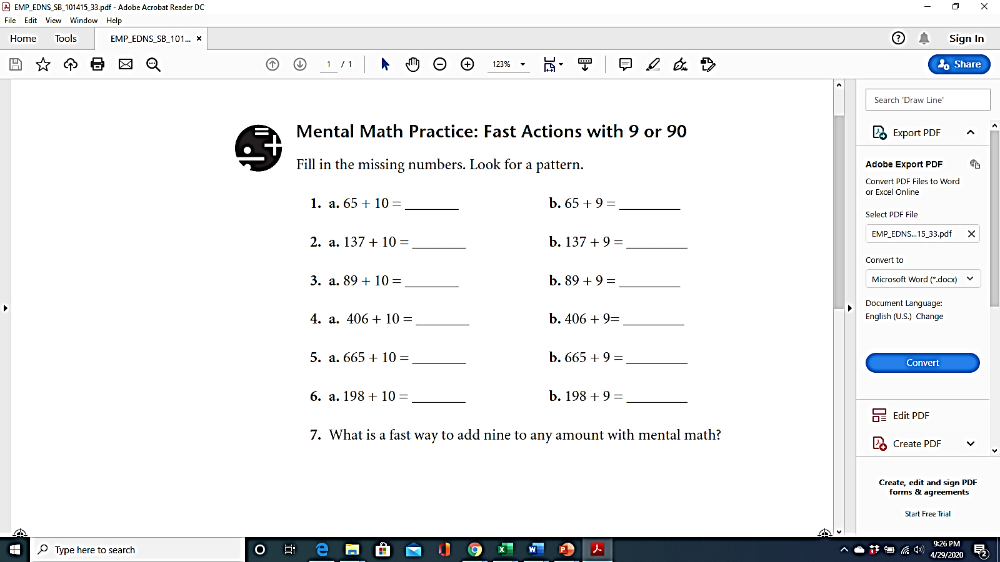 EMP_EDNS_SB_101415_33.pdf - Adobe Acrobat Reader DC
File Edit View Window Help
Home Tools EMP_EDNS_SB_101... × Sign In
1 / 1 123% Share
Search 'Draw Line'
Mental Math Practice: Fast Actions with 9 or 90
Fill in the missing numbers. Look for a pattern.
1. a. 65 + 10 = _______ b. 65 + 9 = ________
2. a. 137 + 10 = _______ b. 137 + 9 = ________
3. a. 89 + 10 = _______ b. 89 + 9 = ________
4. a. 406 + 10 = _______ b. 406 + 9= ________
5. a. 665 + 10 = _______ b. 665 + 9 = ________
6. a. 198 + 10 = _______ b. 198 + 9 = ________
7. What is a fast way to add nine to any amount with mental math?
Export PDF
Adobe Export PDF
Convert PDF Files to Word
or Excel Online
Select PDF File
EMP_EDNS...15_33.pdf
Convert to
Microsoft Word (*.docx)
Document Language:
English (U.S.) Change
Convert
Edit PDF
Create PDF
Create, edit and sign PDF
forms & agreements
Start Free Trial
Type here to search
9:26 PM
4/29/2020
2